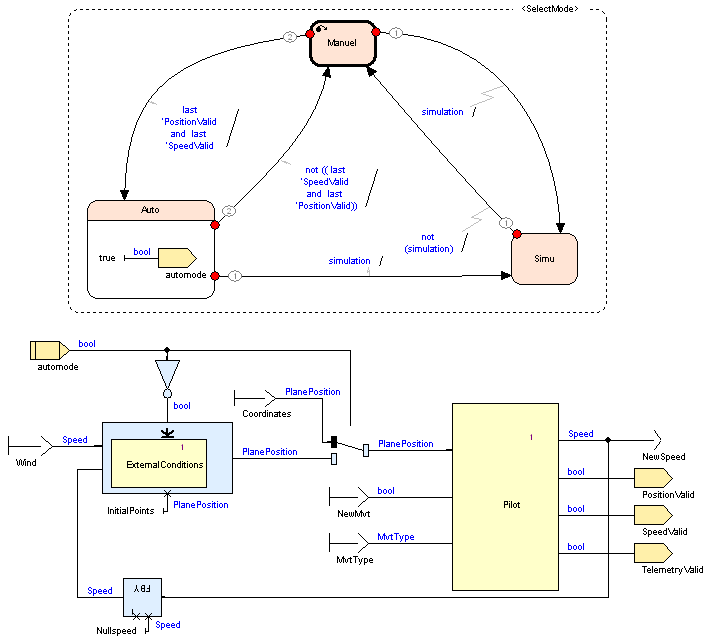 <SelectMode>
2
Manuel
1
last
'PositionValid
and last
'SpeedValid
/
simulation /
not (( last
'SpeedValid
and last
'PositionValid))
/
2
1
Auto
true
bool
automode
1
simulation /
not
(simulation)
/
Simu
automode
bool
bool
PlanePosition
Coordinates
Wind
Speed
1
ExternalConditions
PlanePosition
InitialPoints
PlanePosition
PlanePosition
NewMvt
bool
MvtType
MvtType
1
Pilot
Speed
NewSpeed
bool
PositionValid
bool
SpeedValid
bool
TelemetryValid
Speed
FBY
Nullspeed
Speed